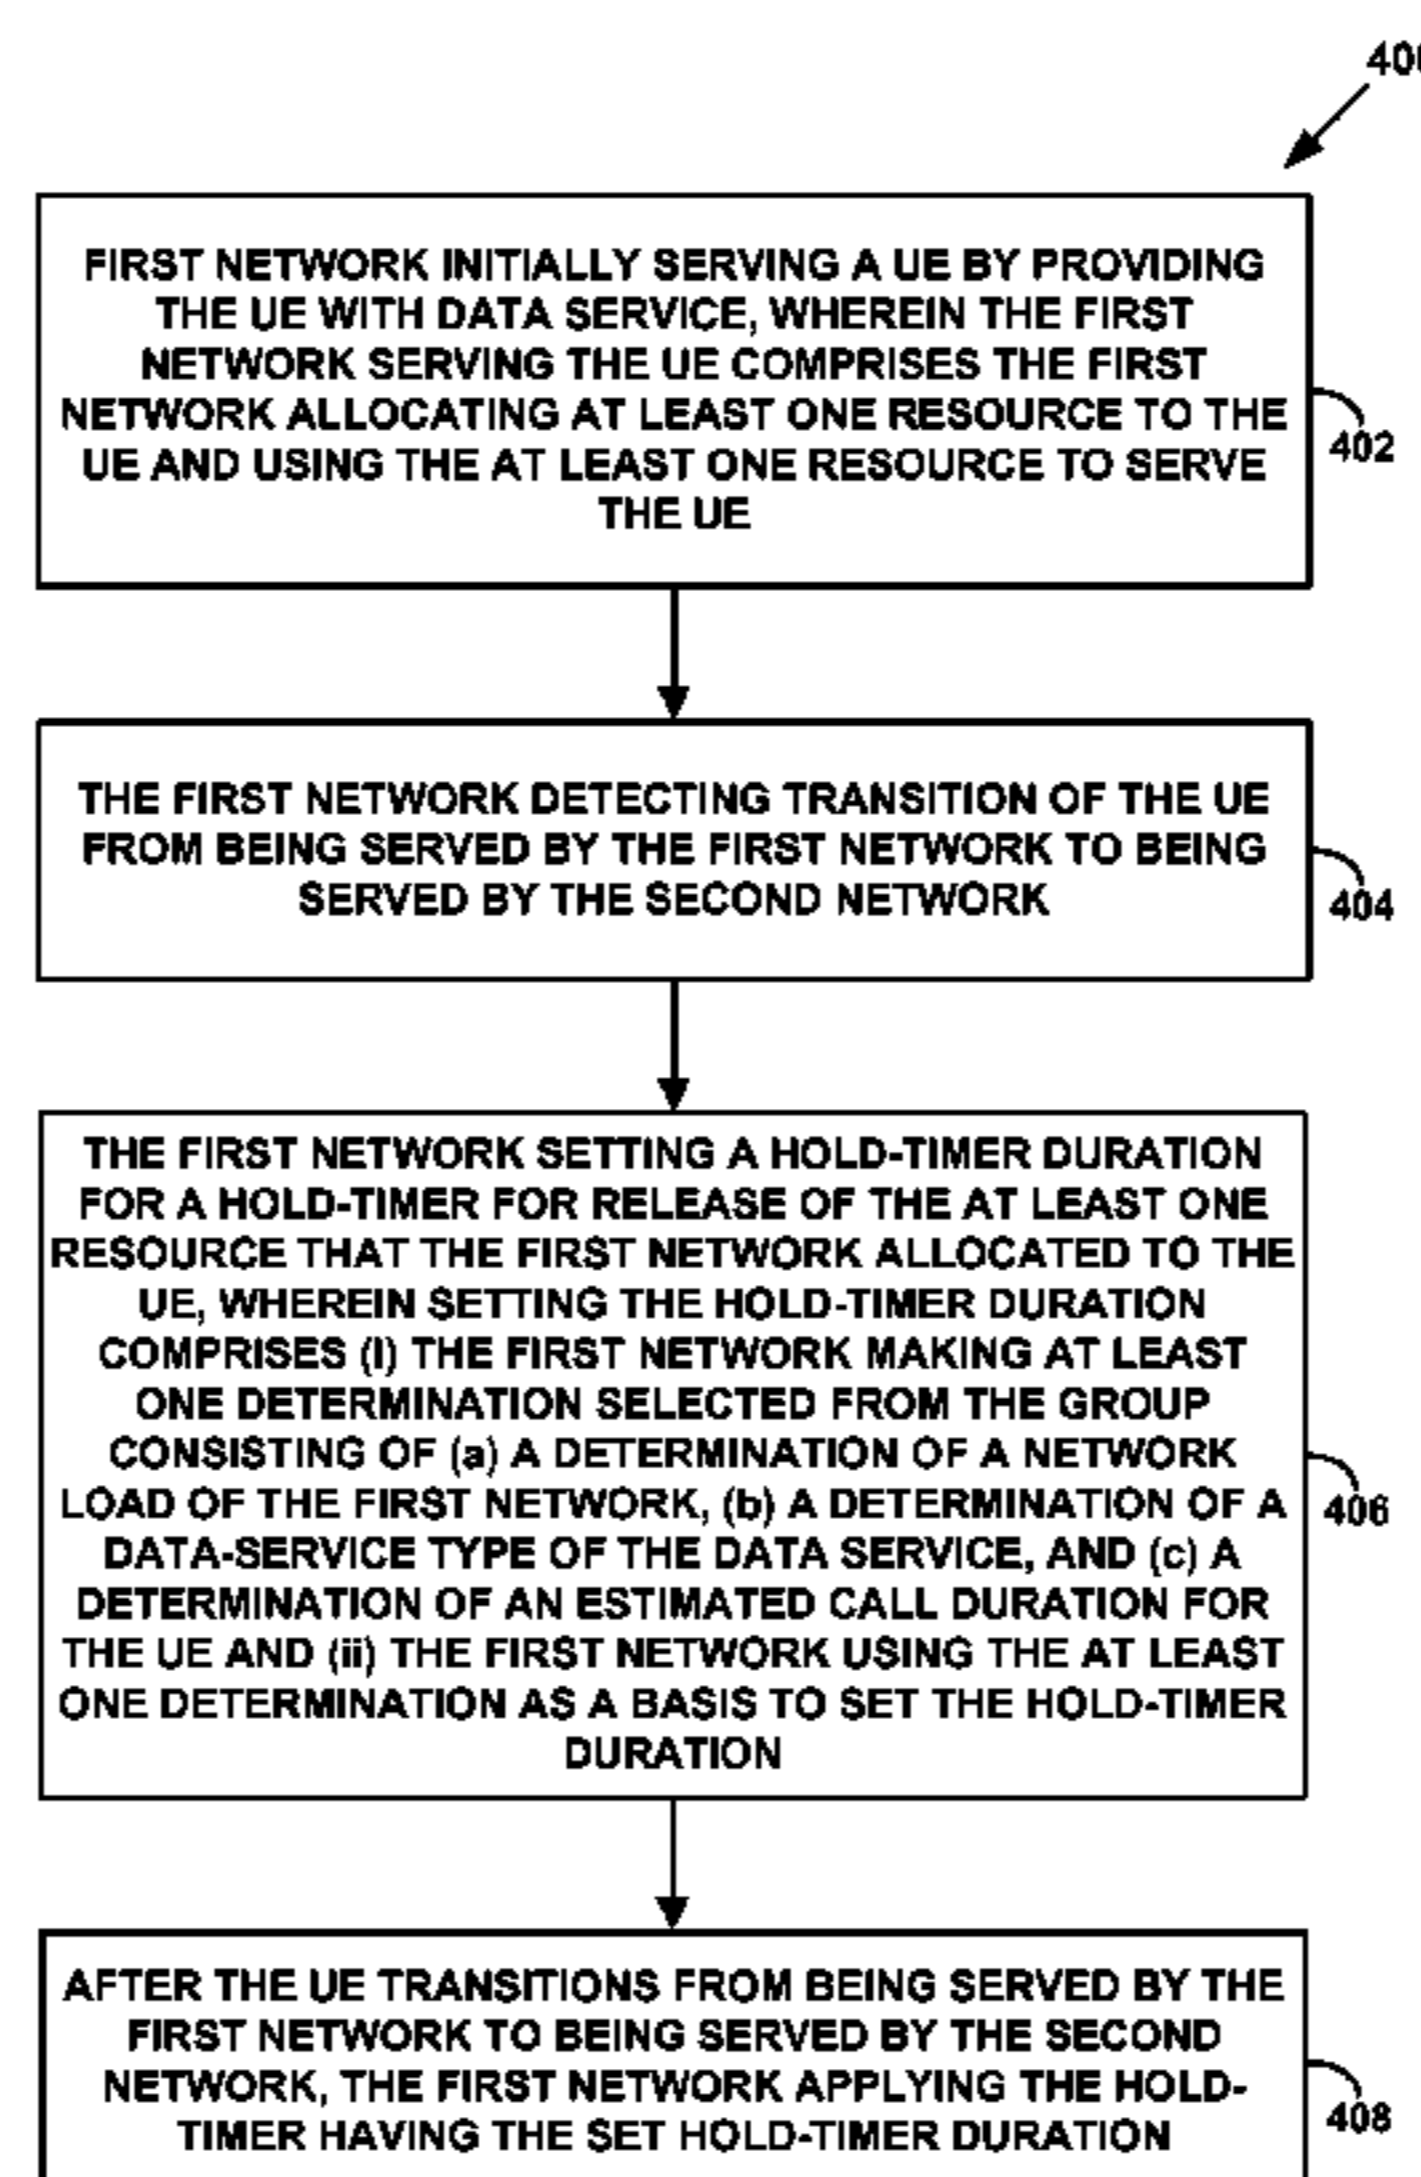 400
FIRST NETWORK INITIALLY SERVING A UE BY PROVIDING
THE UE WITH DATA SERVICE, WHEREIN THE FIRST
NETWORK SERVING THE UE COMPRISES THE FIRST
NETWORK ALLOCATING AT LEAST ONE RESOURCE TO THE
UE AND USING THE AT LEAST ONE RESOURCE TO SERVE
THE UE
402
THE FIRST NETWORK DETECTING TRANSITION OF THE UE
FROM BEING SERVED BY THE FIRST NETWORK TO BEING
SERVED BY THE SECOND NETWORK
404
THE FIRST NETWORK SETTING A HOLD-TIMER DURATION
FOR A HOLD-TIMER FOR RELEASE OF THE AT LEAST ONE
RESOURCE THAT THE FIRST NETWORK ALLOCATED TO THE
UE, WHEREIN SETTING THE HOLD-TIMER DURATION
COMPRISES (I) THE FIRST NETWORK MAKING AT LEAST
ONE DETERMINATION SELECTED FROM THE GROUP
CONSISTING OF (a) A DETERMINATION OF A NETWORK
LOAD OF THE FIRST NETWORK, (b) A DETERMINATION OF A
DATA-SERVICE TYPE OF THE DATA SERVICE, AND (c) A
DETERMINATION OF AN ESTIMATED CALL DURATION FOR
THE UE AND (ii) THE FIRST NETWORK USING THE AT LEAST
ONE DETERMINATION AS A BASIS TO SET THE HOLD-TIMER
DURATION
406
AFTER THE UE TRANSITIONS FROM BEING SERVED BY THE
FIRST NETWORK TO BEING SERVED BY THE SECOND
NETWORK, THE FIRST NETWORK APPLYING THE HOLD-
TIMER HAVING THE SET HOLD-TIMER DURATION
408